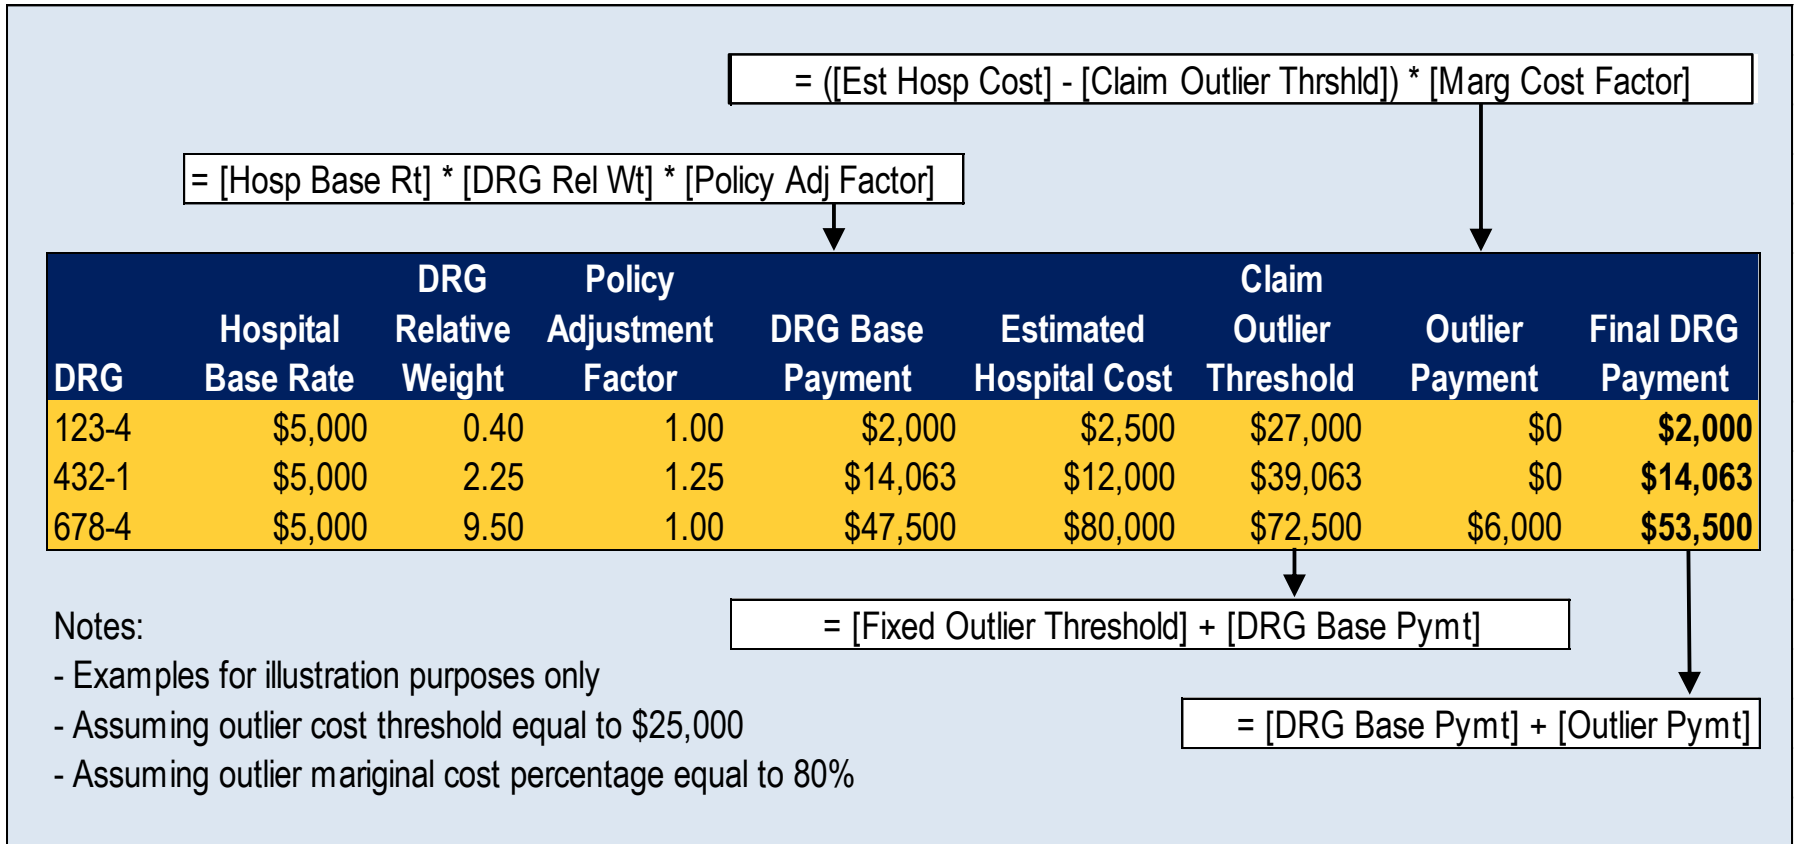 = ([Est Hosp Cost] - [Claim Outlier Thrshld]) * [Marg Cost Factor]
= [Hosp Base Rt] * [DRG Rel Wt] * [Policy Adj Factor]
DRG Policy Claim
Hospital Relative Adjustment DRG Base Estimated Outlier Outlier Final DRG
DRG Base Rate Weight Factor Payment Hospital Cost Threshold Payment Payment
123-4 $5,000 0.40 1.00 $2,000 $2,500 $27,000 $0 $2,000
432-1 $5,000 2.25 1.25 $14,063 $12,000 $39,063 $0 $14,063
678-4 $5,000 9.50 1.00 $47,500 $80,000 $72,500 $6,000 $53,500
Notes:
= [Fixed Outlier Threshold] + [DRG Base Pymt]
- Examples for illustration purposes only
- Assuming outlier cost threshold equal to $25,000
= [DRG Base Pymt] + [Outlier Pymt]
- Assuming outlier mariginal cost percentage equal to 80%